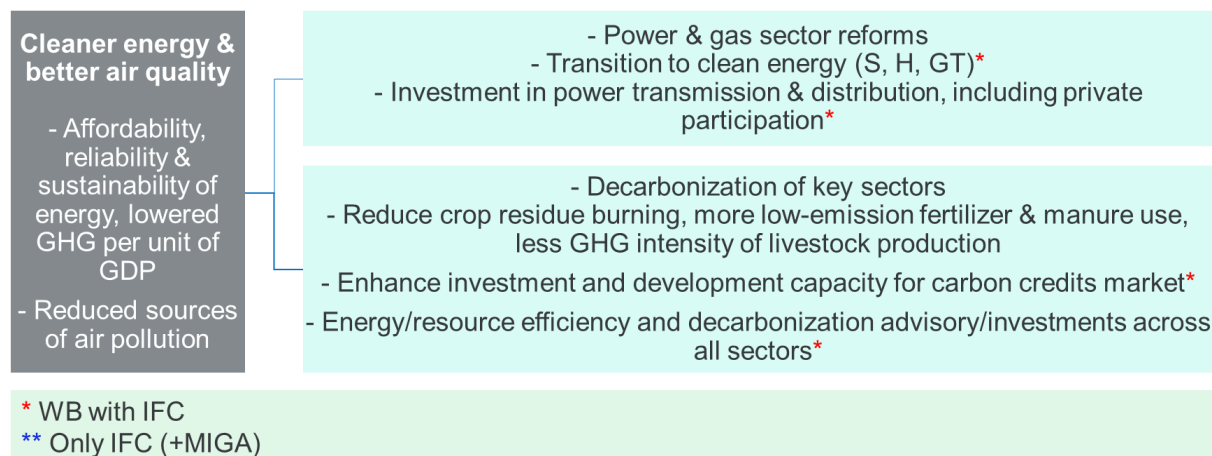 Cleaner energy &
better air quality
- Affordability,
reliability &
sustainability of
energy, lowered
GHG per unit of
GDP
- Reduced sources
of air pollution
- Power & gas sector reforms
- Transition to clean energy (S, H, GT)*
- Investment in power transmission & distribution, including private
participation*
- Decarbonization of key sectors
- Reduce crop residue burning, more low-emission fertilizer & manure use,
less GHG intensity of livestock production
- Enhance investment and development capacity for carbon credits market*
- Energy/resource efficiency and decarbonization advisory/investments across
all sectors*
* WB with IFC
** Only IFC (+MIGA)